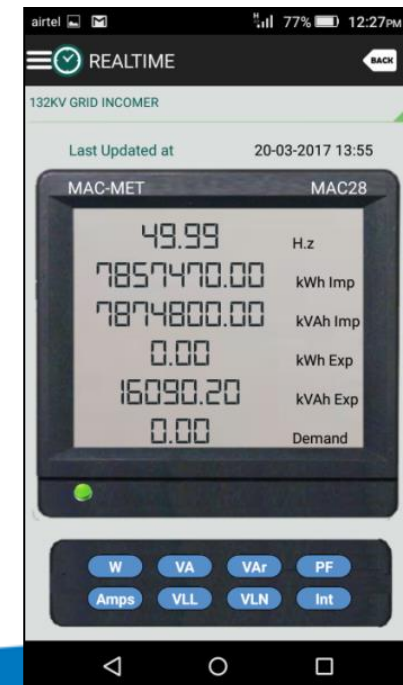 airtel H 77% 12:27PM
REALTIME BACK
132KV GRID INCOMER
Last Updated at 20-03-2017 13:55
MAC-MET MAC28
49.99 H.z
7857470.00 kWh Imp
7874800.00 kVAh Imp
0.00 kWh Exp
16090.20 kVAh Exp
0.00 Demand
W VA VAr PF
Amps VLL VLN Int